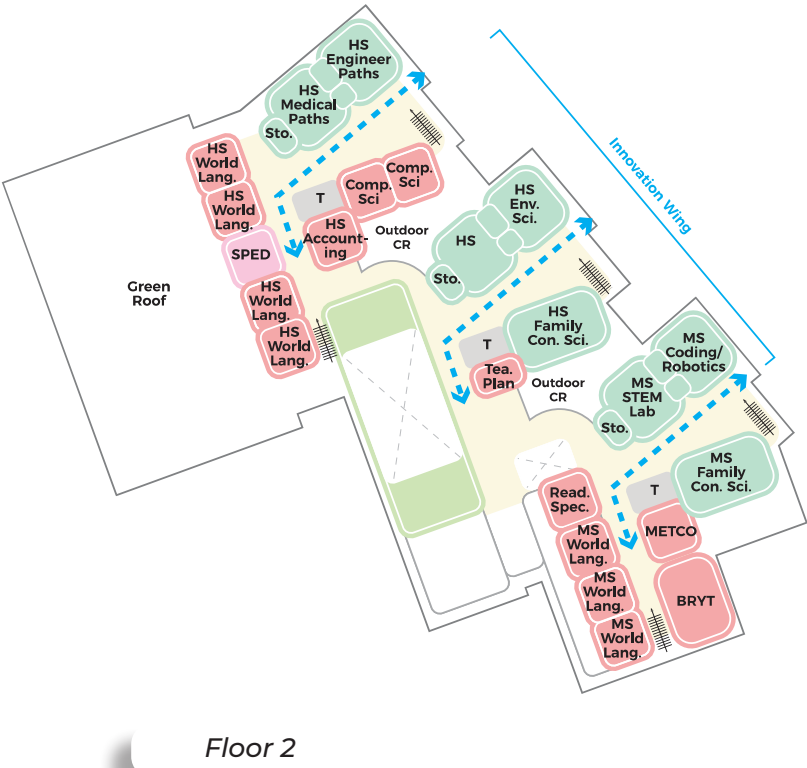 HS
Engineer
Paths
HS
Medical
Paths
Sto.
HS
World
Lang.
HS
World
Lang.
SPED
HS
World
Lang.
HS
World
Lang.
T
Comp.
Sci
Comp.
Sci
HS
Account-
ing
Outdoor
CR
Green
Roof
Innovation Wing
HS
Env.
Sci.
HS
Sto.
HS
Family
Con. Sci.
T
Tea.
Plan
Outdoor
CR
MS
Coding/
Robotics
MS
STEM
Lab
Sto.
MS
Family
Con. Sci.
T
METCO
Read.
Spec.
MS
World
Lang.
MS
World
Lang.
MS
World
Lang.
BRYT
Floor 2